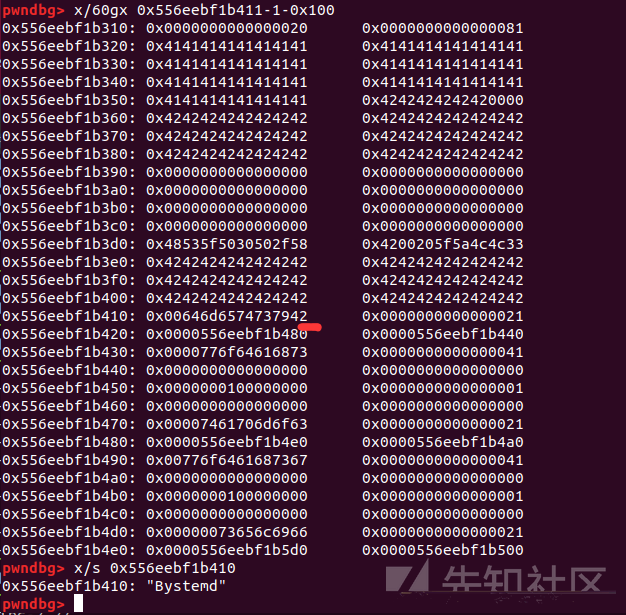 pwndbg> x/60gx 0x556eebf1b411-1-0x100
0x556eebf1b310: 0x0000000000000020 0x0000000000000081
0x556eebf1b320: 0x4141414141414141 0x4141414141414141
0x556eebf1b330: 0x4141414141414141 0x4141414141414141
0x556eebf1b340: 0x4141414141414141 0x4141414141414141
0x556eebf1b350: 0x4141414141414141 0x4242424242420000
0x556eebf1b360: 0x4242424242424242 0x4242424242424242
0x556eebf1b370: 0x4242424242424242 0x4242424242424242
0x556eebf1b380: 0x4242424242424242 0x4242424242424242
0x556eebf1b390: 0x0000000000000000 0x0000000000000000
0x556eebf1b3a0: 0x0000000000000000 0x0000000000000000
0x556eebf1b3b0: 0x0000000000000000 0x0000000000000000
0x556eebf1b3c0: 0x0000000000000000 0x0000000000000000
0x556eebf1b3d0: 0x48535f5030502f58 0x4200205f5a4c4c33
0x556eebf1b3e0: 0x4242424242424242 0x4242424242424242
0x556eebf1b3f0: 0x4242424242424242 0x4242424242424242
0x556eebf1b400: 0x4242424242424242 0x4242424242424242
0x556eebf1b410: 0x00646d6574737942 0x0000000000000021
0x556eebf1b420: 0x0000556eebf1b480 0x0000556eebf1b440
0x556eebf1b430: 0x0000776f64616873 0x0000000000000041
0x556eebf1b440: 0x0000000000000000 0x0000000000000000
0x556eebf1b450: 0x0000000100000000 0x0000000000000001
0x556eebf1b460: 0x0000000000000000 0x0000000000000000
0x556eebf1b470: 0x00007461706d6f63 0x0000000000000021
0x556eebf1b480: 0x0000556eebf1b4e0 0x0000556eebf1b4a0
0x556eebf1b490: 0x00776f6461687367 0x0000000000000041
0x556eebf1b4a0: 0x0000000000000000 0x0000000000000000
0x556eebf1b4b0: 0x0000000100000000 0x0000000000000001
0x556eebf1b4c0: 0x0000000000000000 0x0000000000000000
0x556eebf1b4d0: 0x00000073656c6966 0x0000000000000021
0x556eebf1b4e0: 0x0000556eebf1b5d0 0x0000556eebf1b500
pwndbg> x/s 0x556eebf1b410
0x556eebf1b410: "Bystemd"
pwndbg>
先知社区